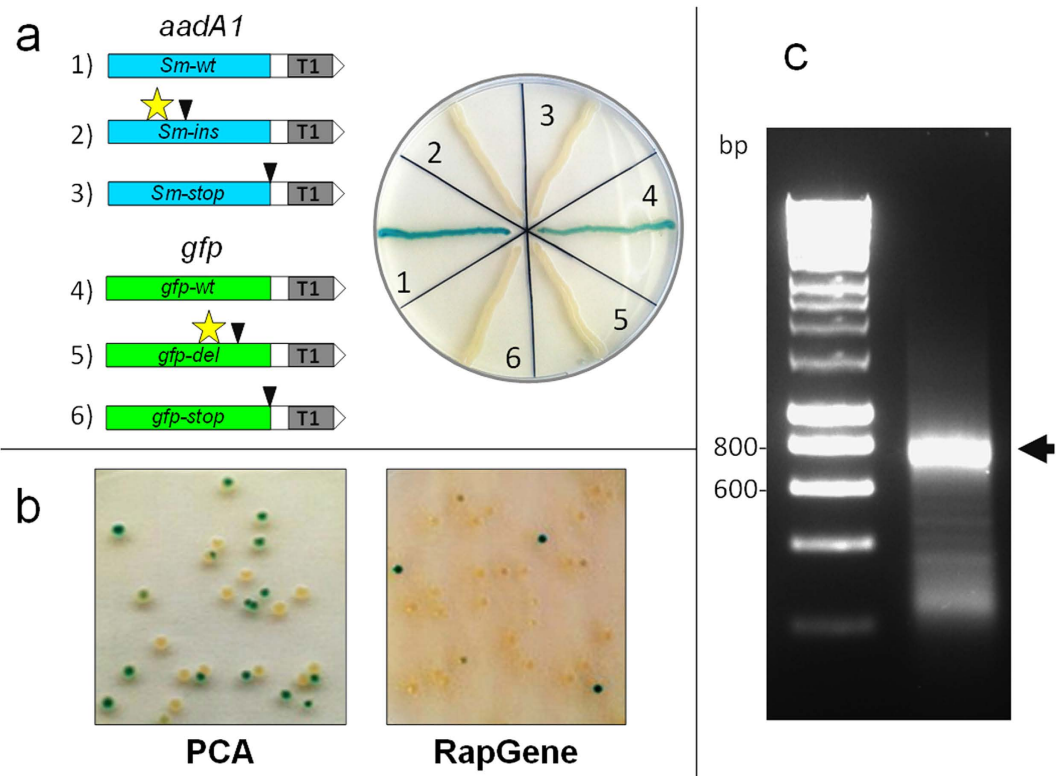 a
aadA1
1) Sm-wt T1
2) Sm-ins T1
3) Sm-stop T1
gfp
4) gfp-wt T1
5) gfp-del T1
6) gfp-stop T1
3
2
4
1
5
6
b
PCA RapGene
c
bp
800-
600-